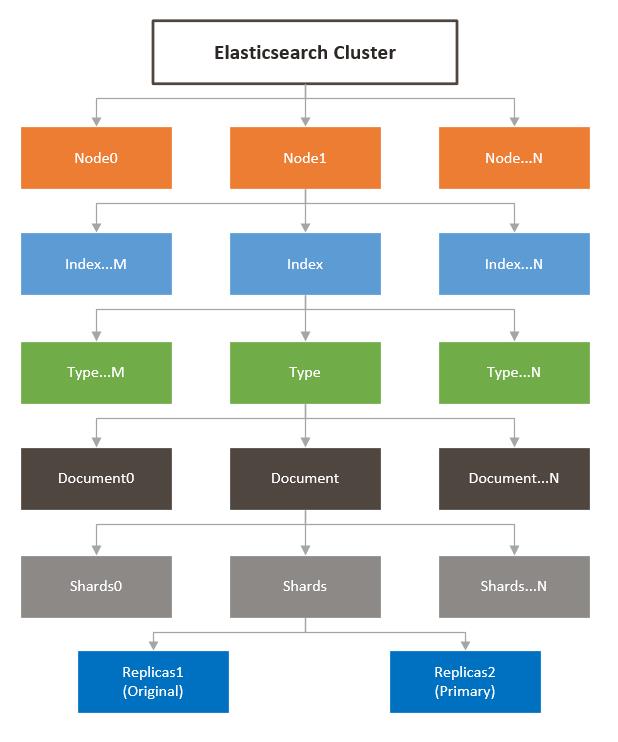 Elasticsearch Cluster
Node0
Node1
Node...N
Index...M
Index
Index...N
Type...M
Type
Type...N
Document0
Document
Document...N
Shards0
Shards
Shards...N
Replicas1
(Original)
Replicas2
(Primary)